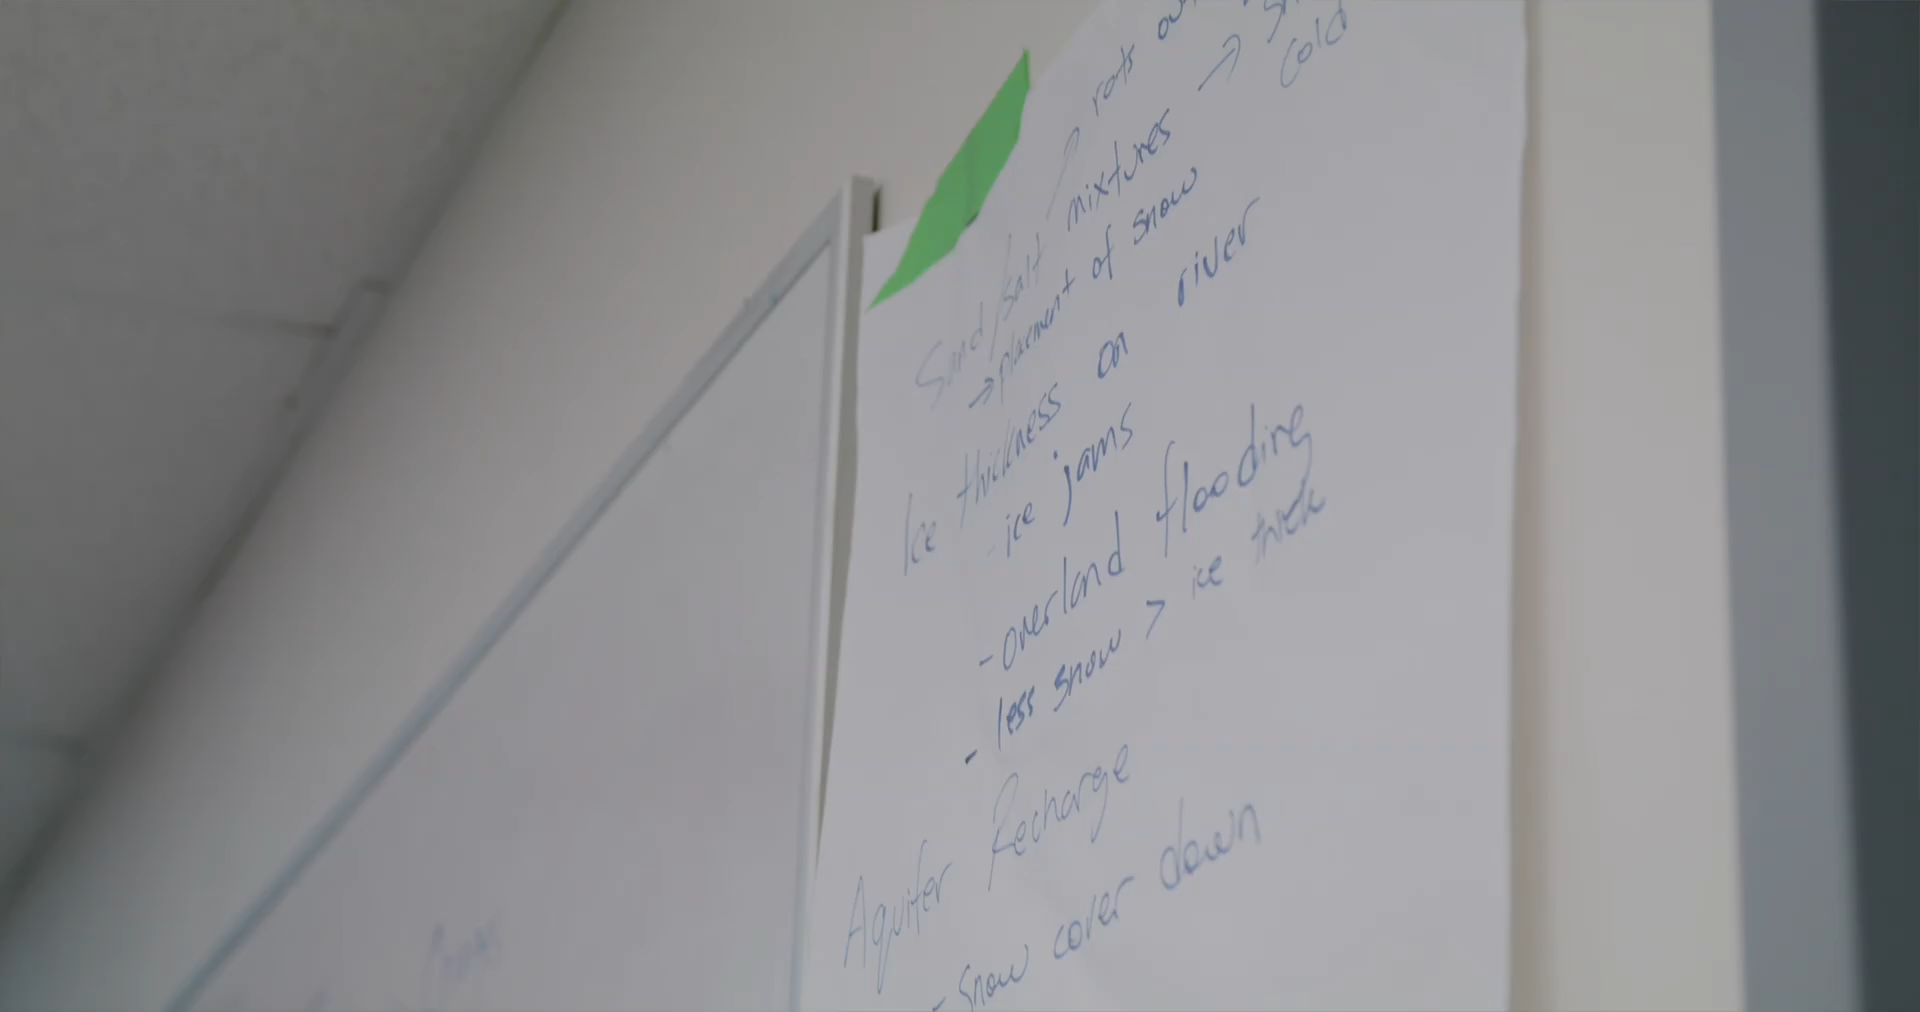 rots
cold
Sand/salt mixtures →
→ placment of snow
Ice thickness on river
- ice jams
- overland flooding
- less snow > ice thick
Aquifer Recharge
- Snow cover down